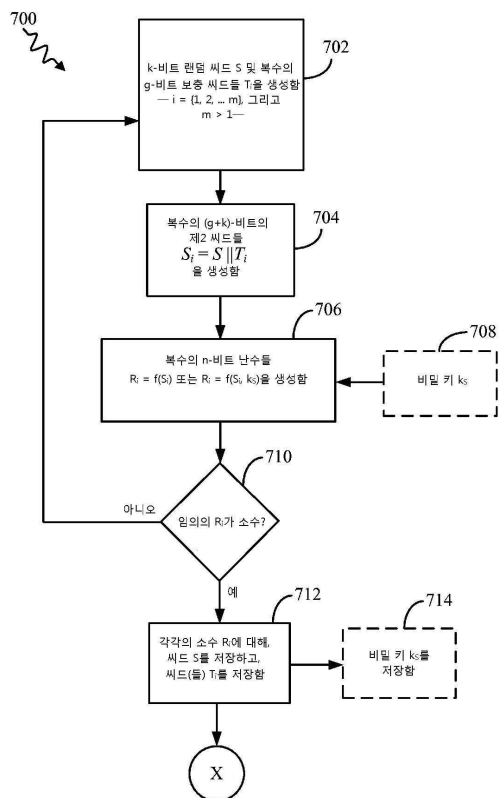 700
702
k-비트 랜덤 씨드 S 및 복수의
g-비트 보충 씨드들 Tᵢ을 생성함
— i = {1, 2, ... m}, 그리고
m > 1—
704
복수의 (g+k)-비트의
제2 씨드들
Sᵢ = S || Tᵢ
을 생성함
706
복수의 n-비트 난수들
Rᵢ = f(Sᵢ) 또는 Rᵢ = f(Sᵢ, kₛ)을 생성함
708
비밀 키 kₛ
710
임의의 Rᵢ가 소수?
아니오
예
712
각각의 소수 Rᵢ에 대해,
씨드 S를 저장하고,
씨드(들) Tᵢ를 저장함
714
비밀 키 kₛ를
저장함
X